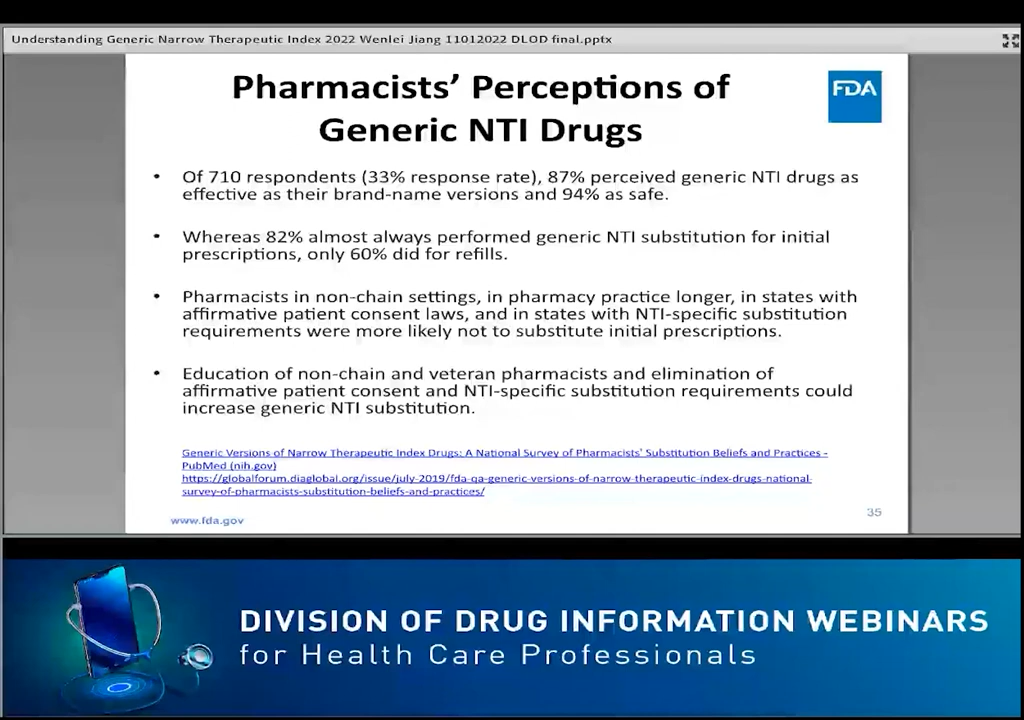 Understanding Generic Narrow Therapeutic Index 2022 Wenlei Jiang 11012022 DLOD final.pptx
Pharmacists' Perceptions of
Generic NTI Drugs
FDA
• Of 710 respondents (33% response rate), 87% perceived generic NTI drugs as
effective as their brand-name versions and 94% as safe.
• Whereas 82% almost always performed generic NTI substitution for initial
prescriptions, only 60% did for refills.
• Pharmacists in non-chain settings, in pharmacy practice longer, in states with
affirmative patient consent laws, and in states with NTI-specific substitution
requirements were more likely not to substitute initial prescriptions.
• Education of non-chain and veteran pharmacists and elimination of
affirmative patient consent and NTI-specific substitution requirements could
increase generic NTI substitution.
Generic Versions of Narrow Therapeutic Index Drugs: A National Survey of Pharmacists' Substitution Beliefs and Practices -
PubMed (nih.gov)
https://globalforum.diaglobal.org/issue/july-2019/fda-qa-generic-versions-of-narrow-therapeutic-index-drugs-national-
survey-of-pharmacists-substitution-beliefs-and-practices/
www.fda.gov
35
DIVISION OF DRUG INFORMATION WEBINARS
for Health Care Professionals